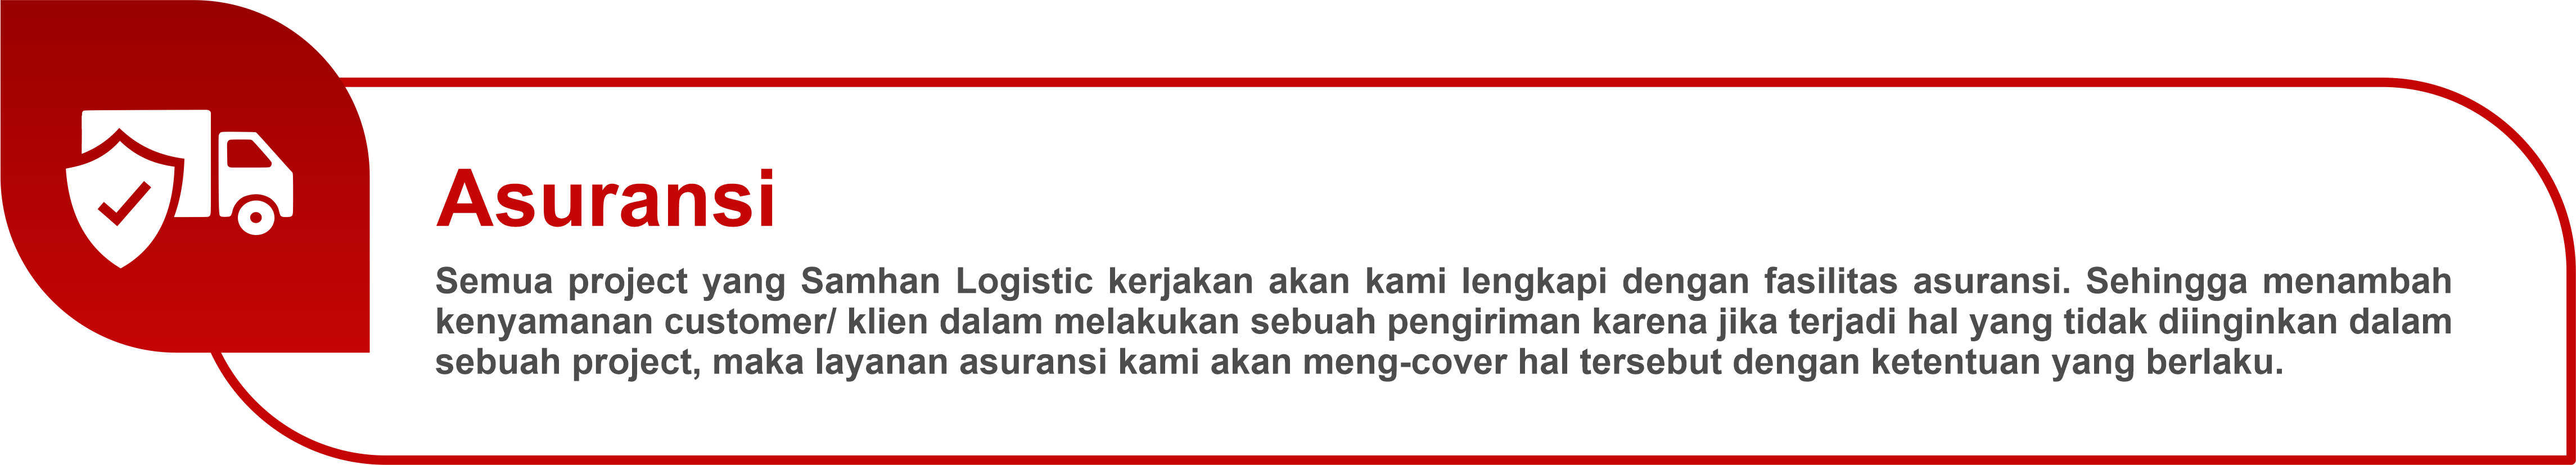 Asuransi
Semua project yang Samhan Logistic kerjakan akan kami lengkapi dengan fasilitas asuransi. Sehingga menambah
kenyamanan customer/ klien dalam melakukan sebuah pengiriman karena jika terjadi hal yang tidak diinginkan dalam
sebuah project, maka layanan asuransi kami akan meng-cover hal tersebut dengan ketentuan yang berlaku.